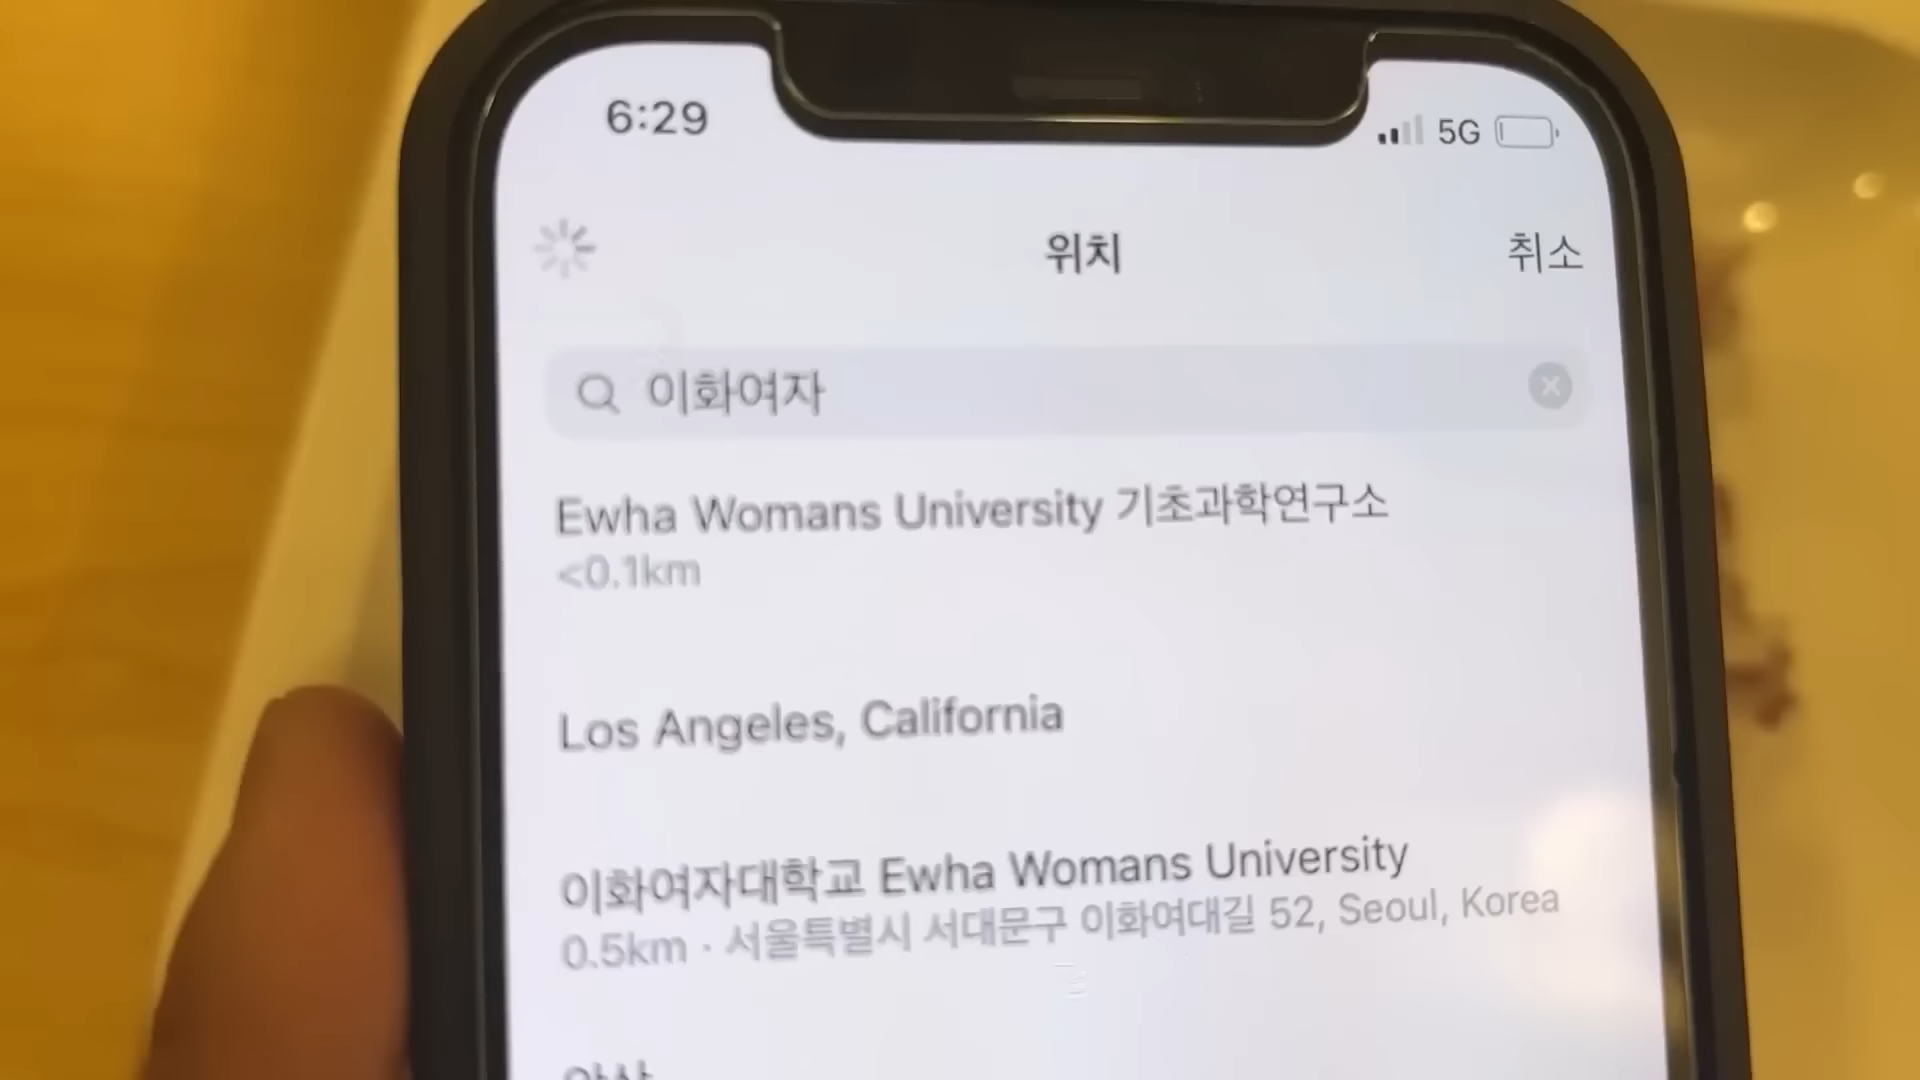 6:29
5G
위치
취소
이화여자
Ewha Womans University 기초과학연구소
<0.1km
Los Angeles, California
이화여자대학교 Ewha Womans University
0.5km · 서울특별시 서대문구 이화여대길 52, Seoul, Korea